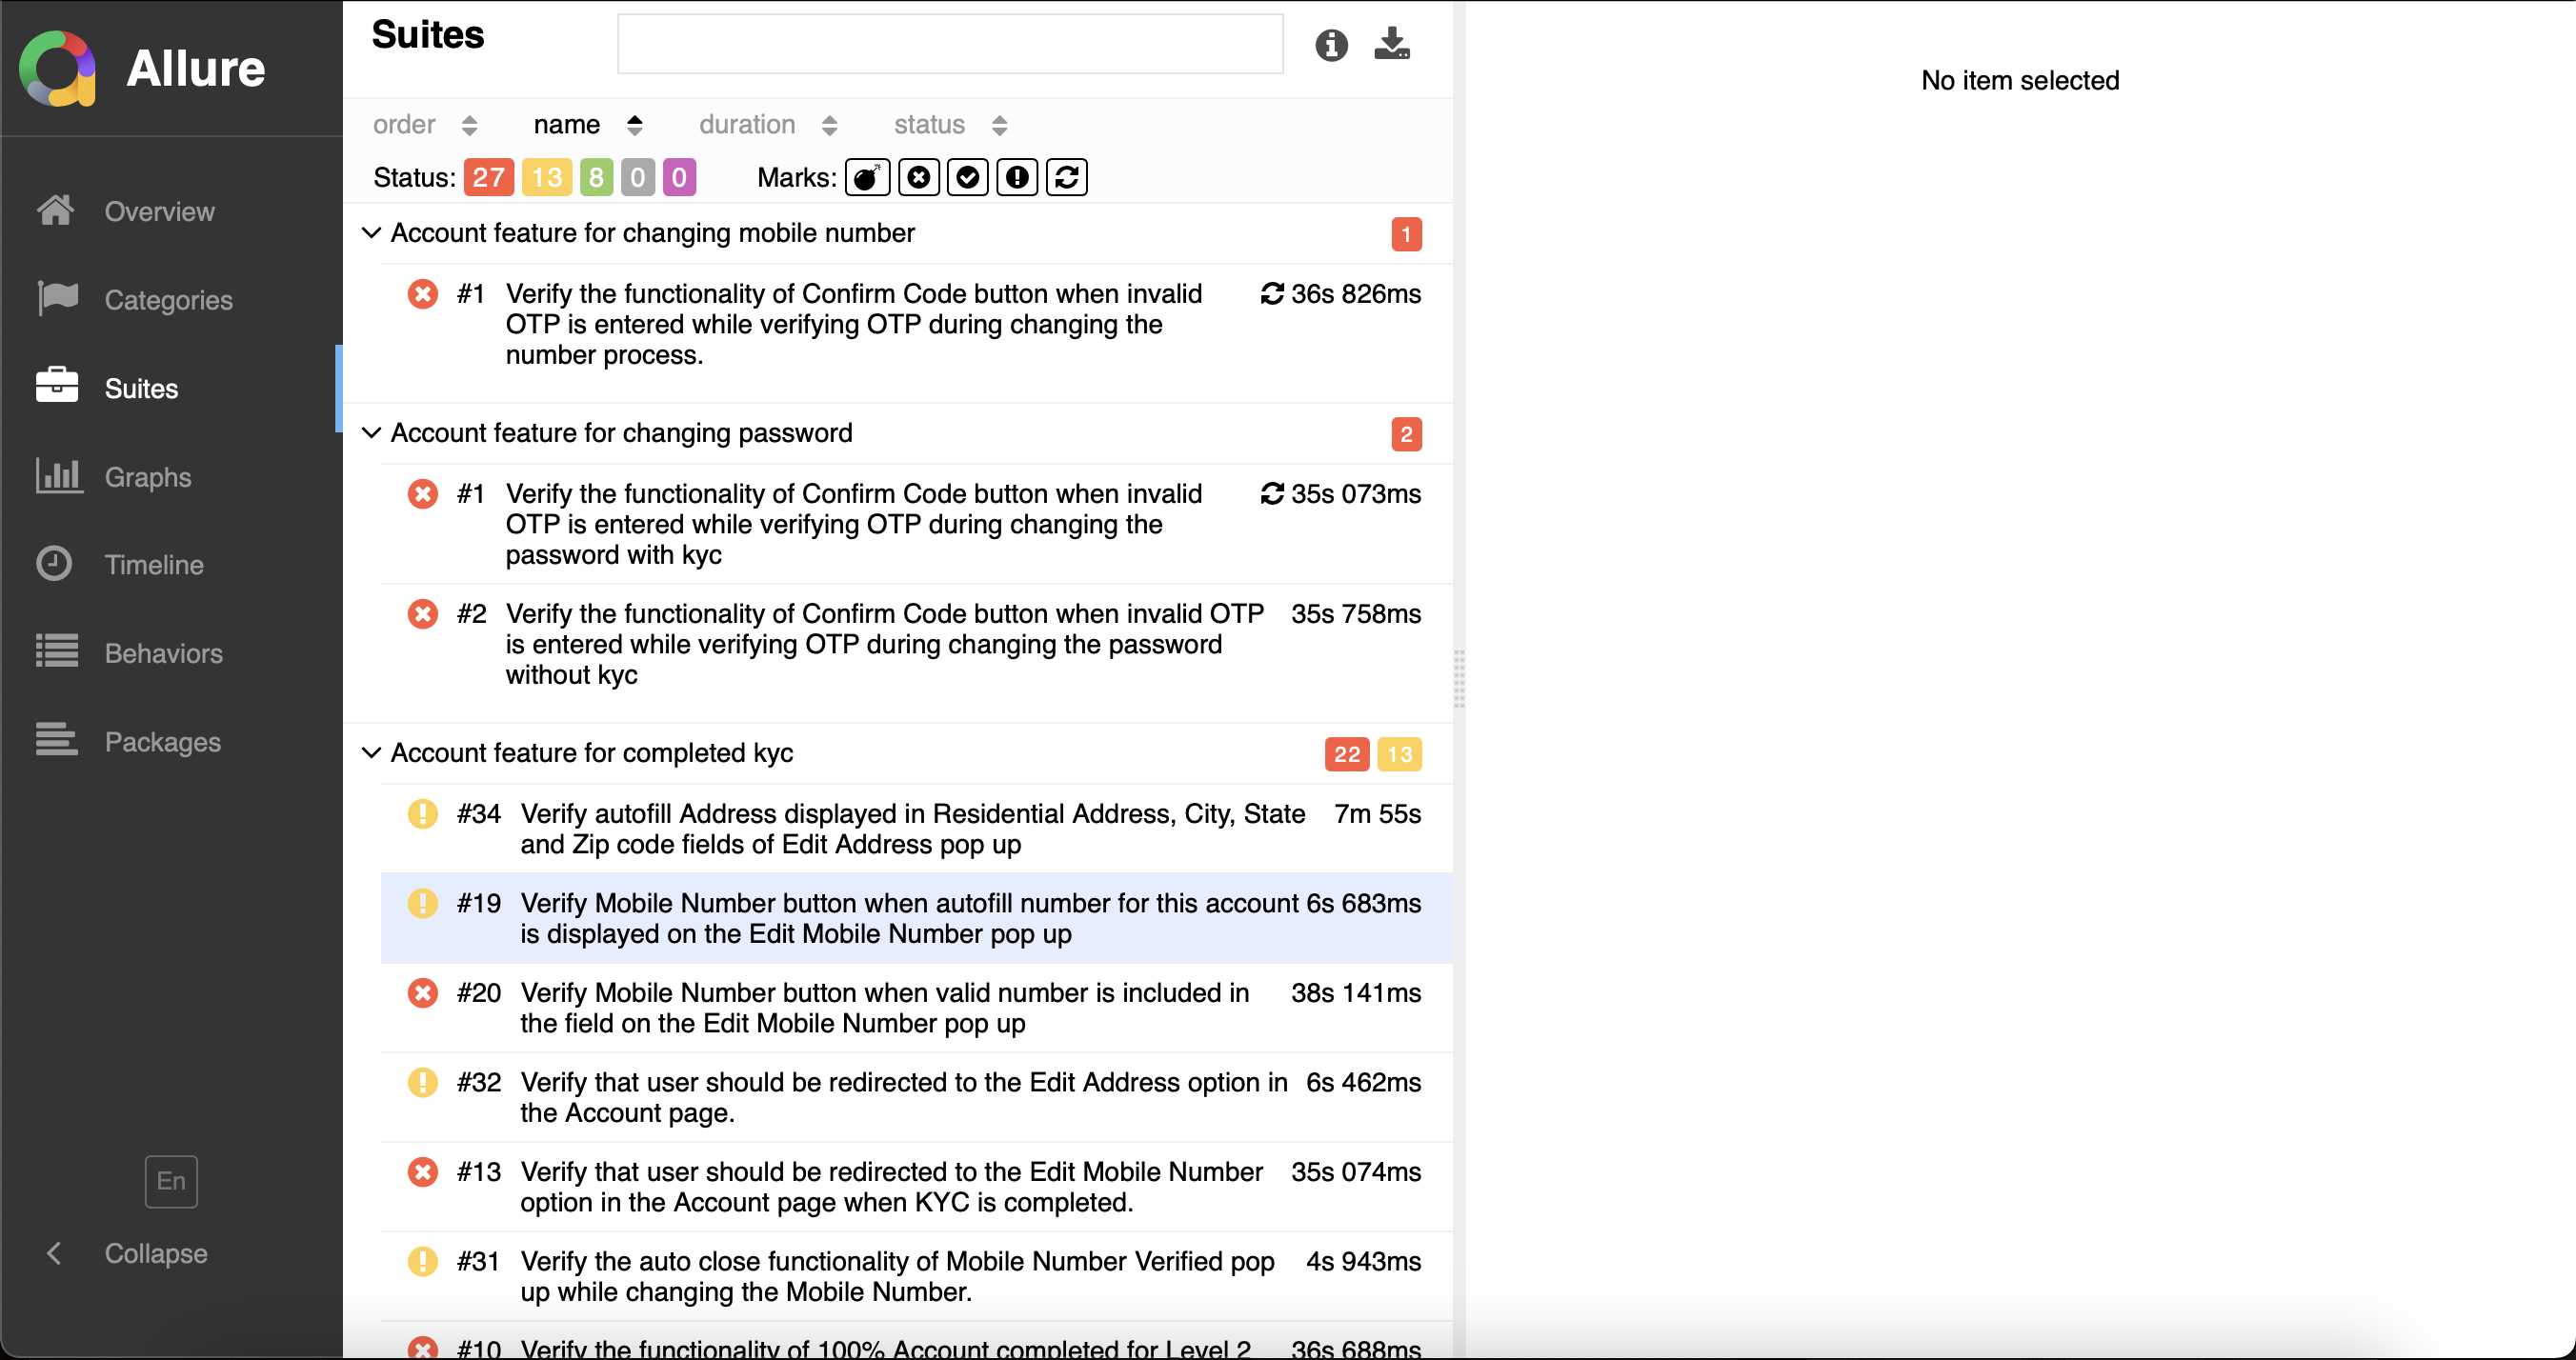 Allure
Overview
Categories
Suites
Graphs
Timeline
Behaviors
Packages
En
Collapse
Suites
order name duration status
Status: 27 13 8 0 0 Marks:
Account feature for changing mobile number 1
#1 Verify the functionality of Confirm Code button when invalid 36s 826ms
OTP is entered while verifying OTP during changing the
number process.
Account feature for changing password 2
#1 Verify the functionality of Confirm Code button when invalid 35s 073ms
OTP is entered while verifying OTP during changing the
password with kyc
#2 Verify the functionality of Confirm Code button when invalid OTP 35s 758ms
is entered while verifying OTP during changing the password
without kyc
Account feature for completed kyc 22 13
#34 Verify autofill Address displayed in Residential Address, City, State 7m 55s
and Zip code fields of Edit Address pop up
#19 Verify Mobile Number button when autofill number for this account 6s 683ms
is displayed on the Edit Mobile Number pop up
#20 Verify Mobile Number button when valid number is included in 38s 141ms
the field on the Edit Mobile Number pop up
#32 Verify that user should be redirected to the Edit Address option in 6s 462ms
the Account page.
#13 Verify that user should be redirected to the Edit Mobile Number 35s 074ms
option in the Account page when KYC is completed.
#31 Verify the auto close functionality of Mobile Number Verified pop 4s 943ms
up while changing the Mobile Number.
#10 Verify the functionality of 100% Account completed for Level 2 36s 688ms
No item selected